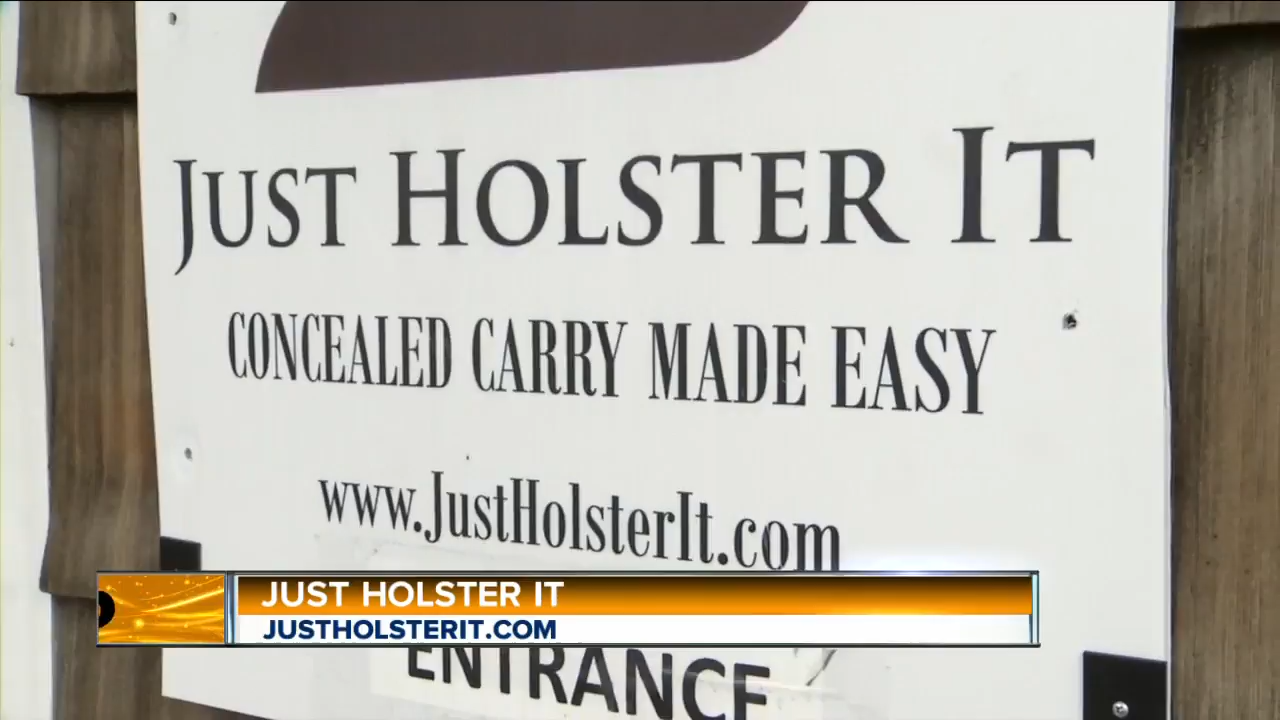 JUST HOLSTER IT
CONCEALED CARRY MADE EASY
www.JustHolsterIt.com
JUST HOLSTER IT
JUSTHOLSTERIT.COM
ENTRANCE